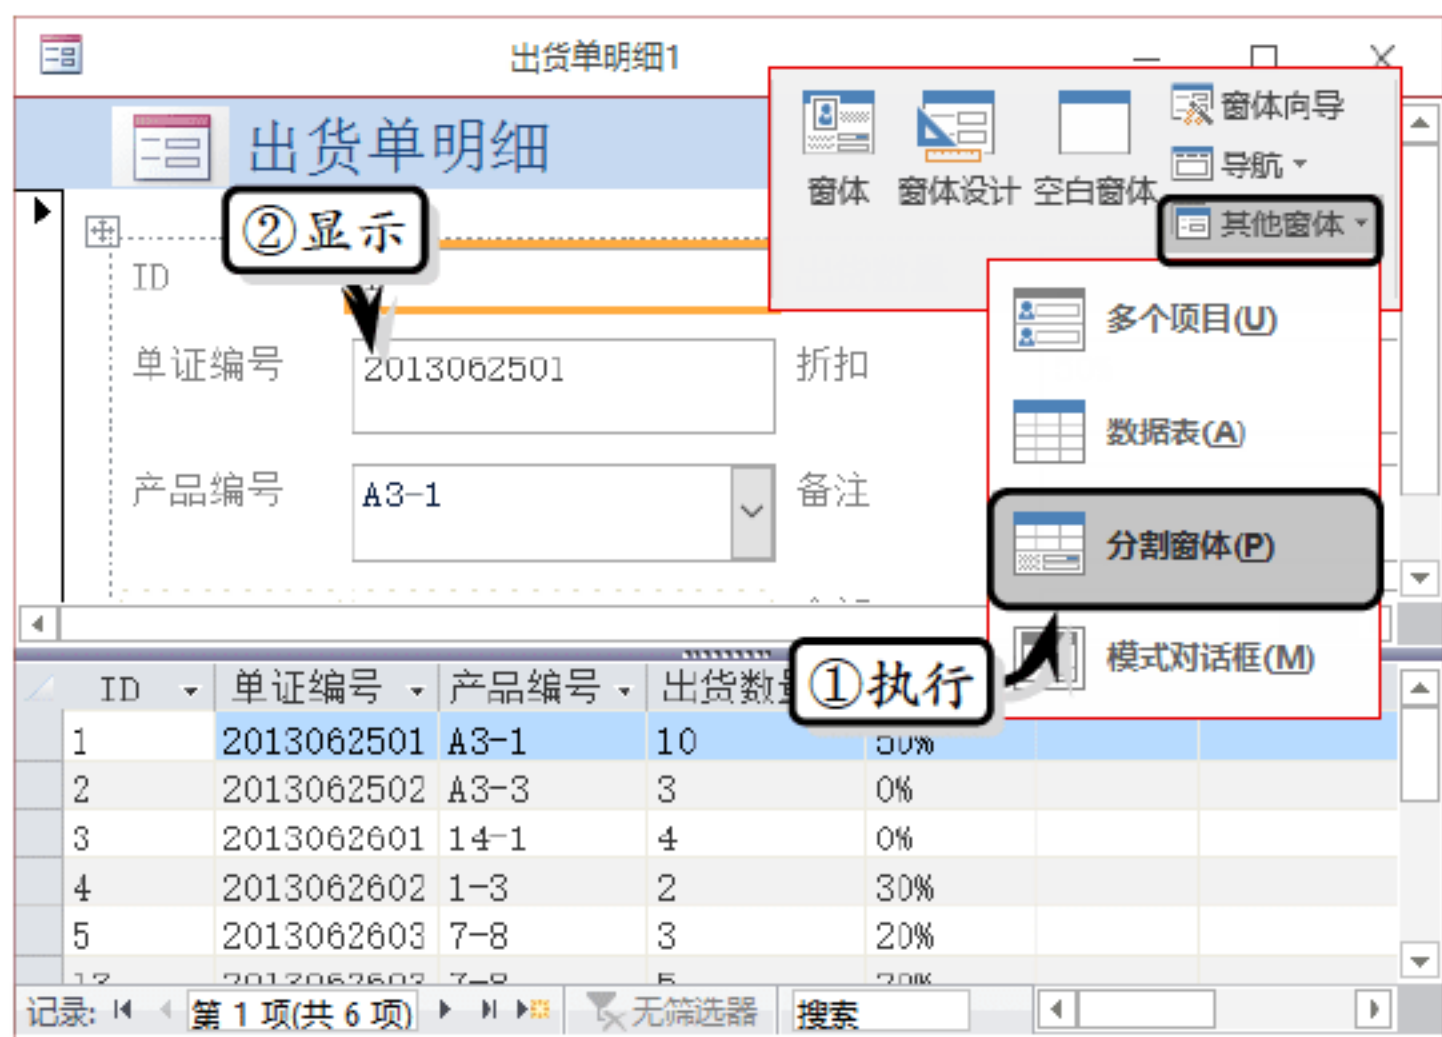 出货单明细1
出货单明细
窗体
窗体设计
空白窗体
窗体向导
导航
其他窗体
②显示
ID
单证编号
2013062501
折扣
产品编号
A3-1
备注
多个项目(U)
数据表(A)
分割窗体(P)
模式对话框(M)
①执行
ID 单证编号 产品编号 出货数量
1 2013062501 A3-1 10 50%
2 2013062502 A3-3 3 0%
3 2013062601 14-1 4 0%
4 2013062602 1-3 2 30%
5 2013062603 7-8 3 20%
记录: 第 1 项(共 6 项) 无筛选器 搜索